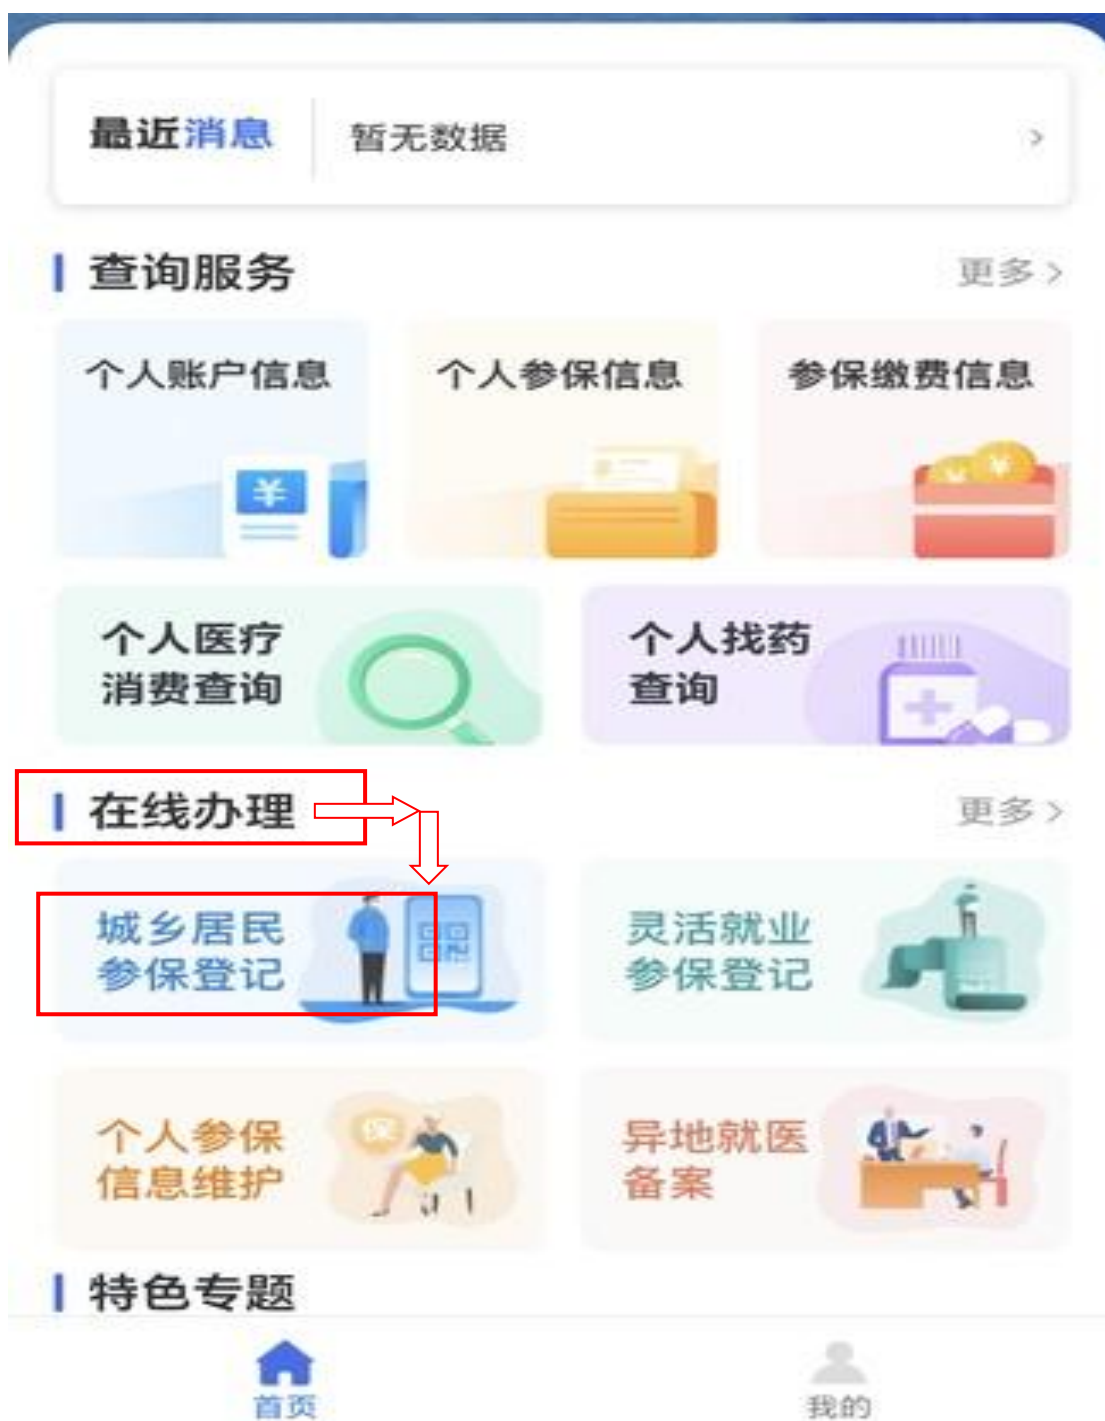 最近消息 暂无数据 >
查询服务 更多 >
个人账户信息 个人参保信息 参保缴费信息
¥
个人医疗 个人找药
消费查询 查询
在线办理 更多 >
城乡居民 灵活就业
参保登记 参保登记
个人参保 异地就医
信息维护 备案
保
特色专题
首页 我的